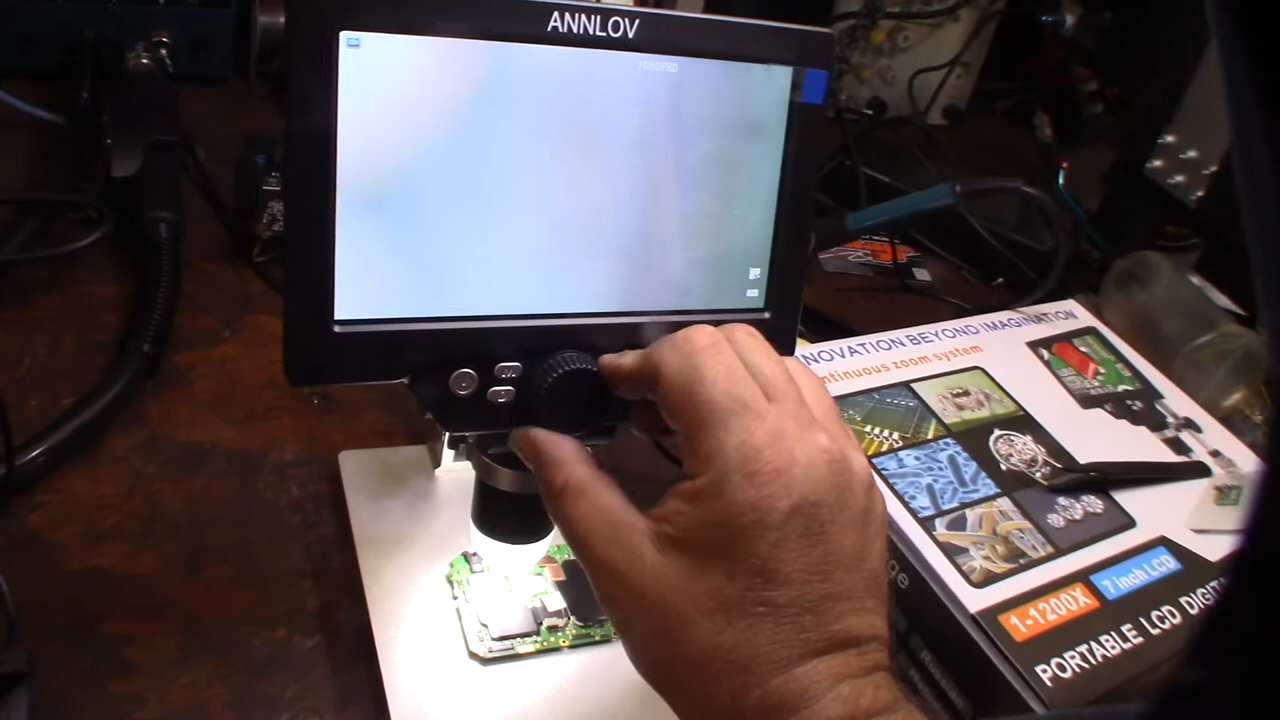 ANNLOV
1080FHD
NOVATION BEYOND IMAGINATION
ntinuous zoom system
1-1200X
7 inch LCD
PORTABLE LCD DIGIT